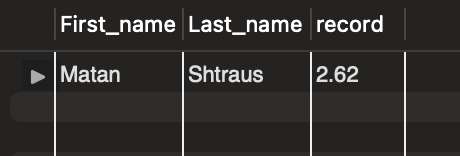 First_name Last_name record
Matan Shtraus 2.62